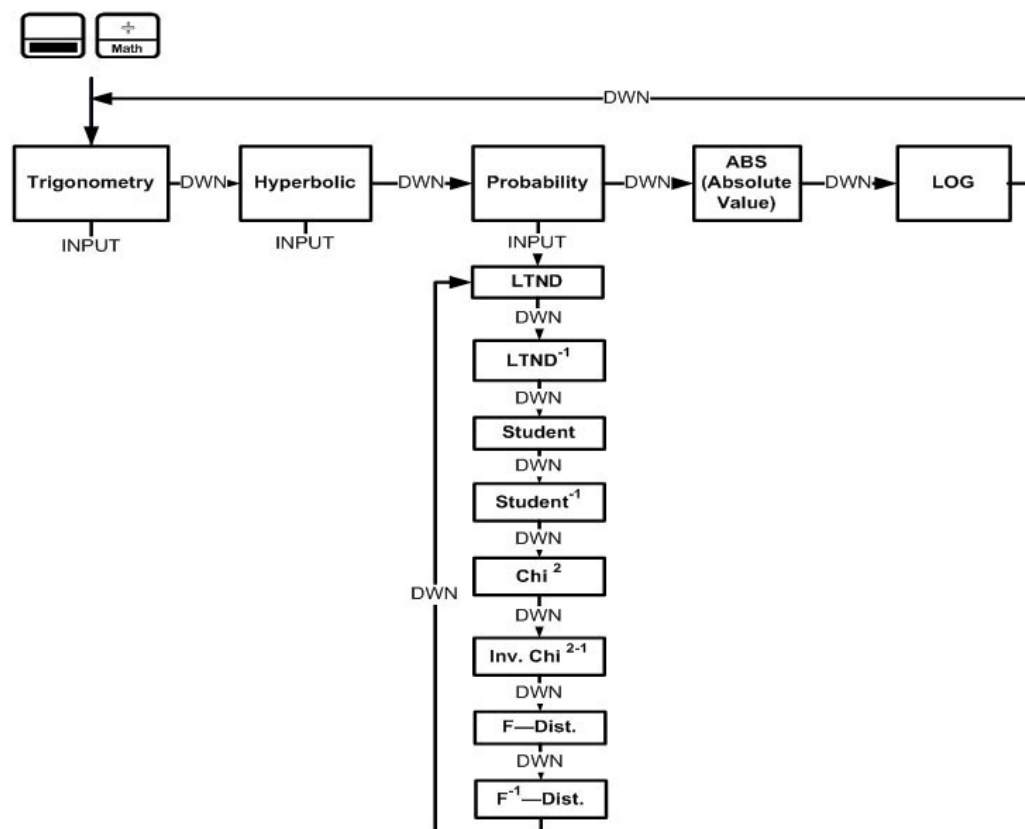 ÷
Math
DWN
Trigonometry DWN Hyperbolic DWN Probability DWN ABS (Absolute Value) DWN LOG
INPUT INPUT INPUT
LTND
DWN
LTND⁻¹
DWN
Student
DWN
Student⁻¹
DWN
Chi ²
DWN
DWN
Inv. Chi ²⁻¹
DWN
F—Dist.
DWN
F⁻¹—Dist.